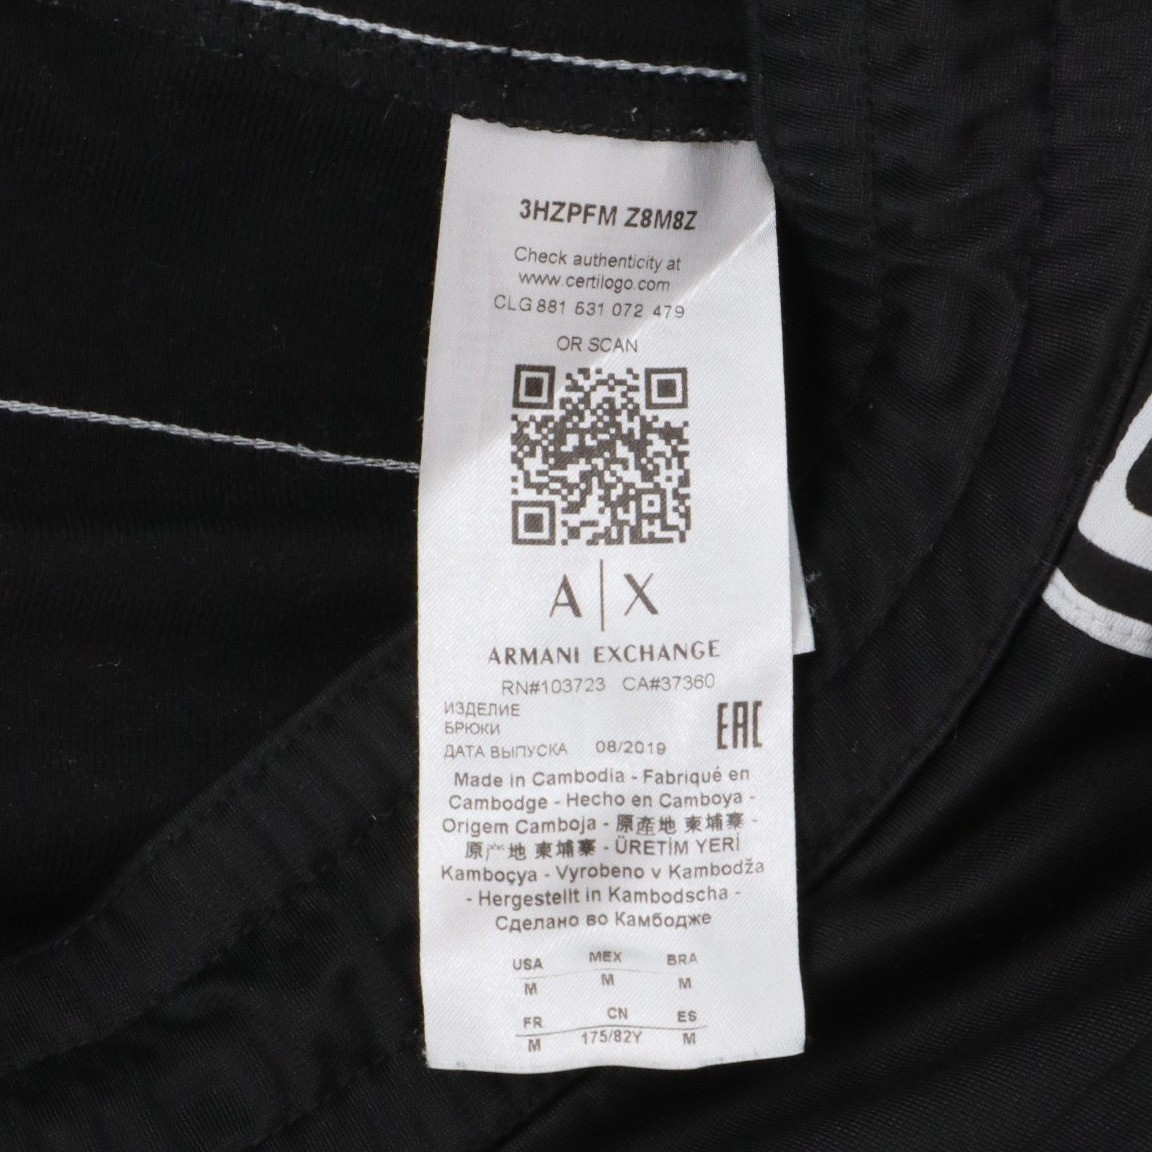 3HZPFM Z8M8Z
Check authenticity at
www.certilogo.com
CLG 881 531 072 479
OR SCAN
A|X
ARMANI EXCHANGE
RN#103723 CA#37360
ИЗДЕЛИЕ
БРЮКИ
EAC
ДАТА ВЫПУСКА 08/2019
Made in Cambodia - Fabriqué en
Cambodge - Hecho en Camboya -
Origem Camboja - 原產地 柬埔寨 -
原产地 柬埔寨 - ÜRETİM YERİ
Kamboçya - Vyrobeno v Kambodža
- Hergestellt in Kambodscha -
Сделано во Камбодже
USA MEX BRA
M M M
FR CN ES
M 175/82Y M